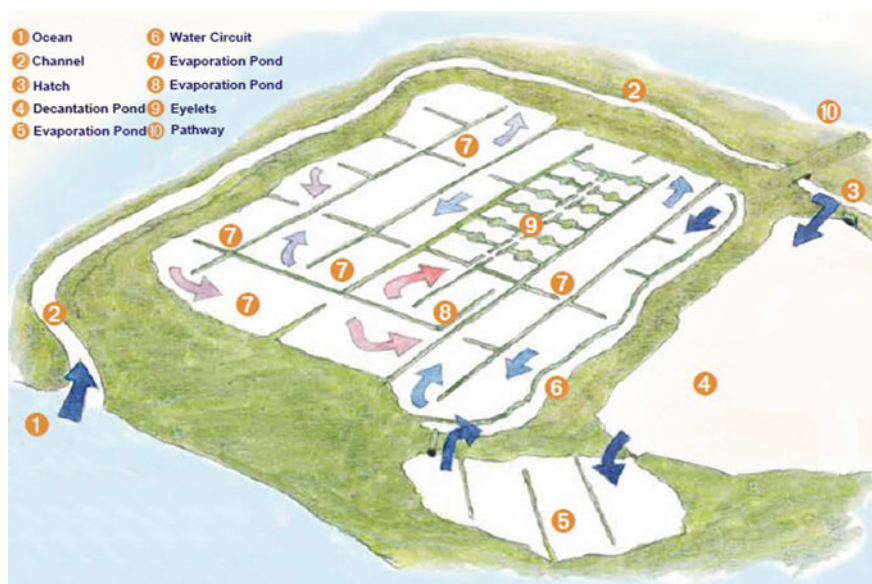 1 Ocean
2 Channel
3 Hatch
4 Decantation Pond
5 Evaporation Pond
6 Water Circuit
7 Evaporation Pond
8 Evaporation Pond
9 Eyelets
10 Pathway
2
10
7
3
9
7
7
7
7
8
2
4
6
1
5